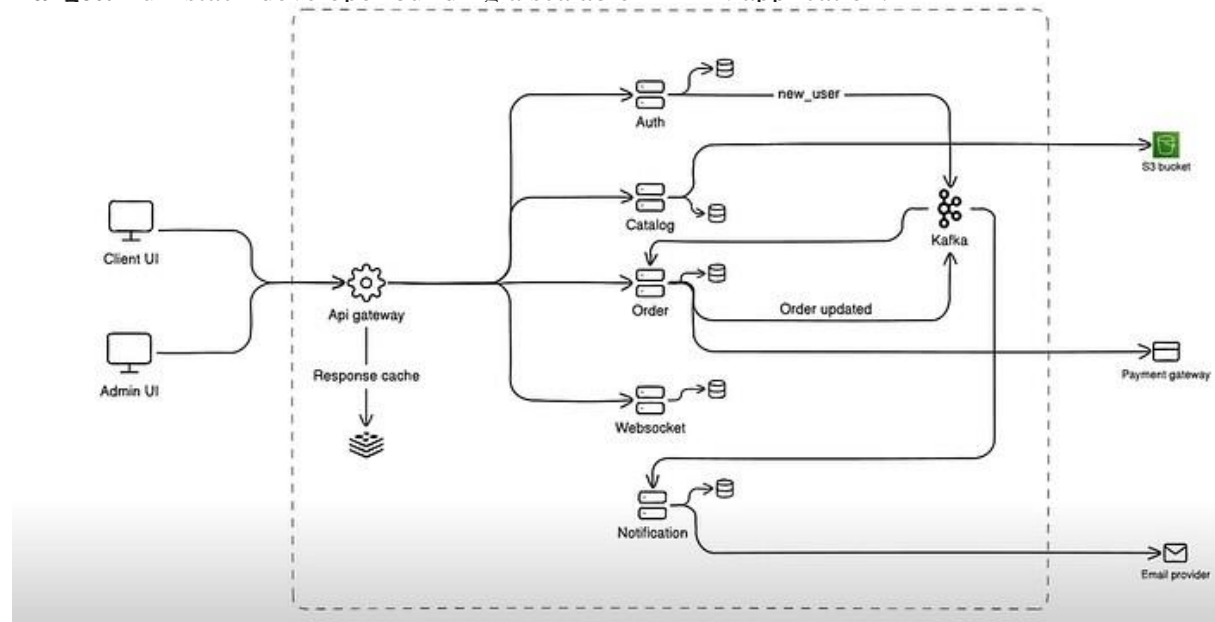 new_user
Auth
S3 bucket
Catalog
Kafka
Client UI
Order
Order updated
Api gateway
Response cache
Payment gateway
Admin UI
Websocket
Notification
Email provider